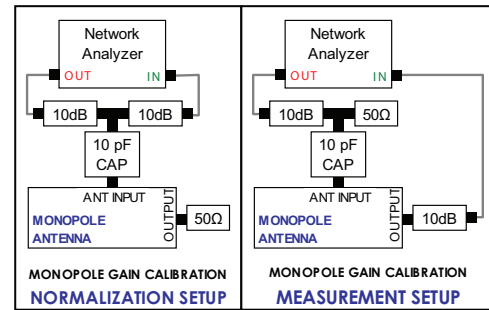 Network
Analyzer
OUT
IN
10dB
10dB
10 pF
CAP
ANT INPUT
MONOPOLE
ANTENNA
OUTPUT
50Ω
MONOPOLE GAIN CALIBRATION
NORMALIZATION SETUP
Network
Analyzer
OUT
IN
10dB
50Ω
10 pF
CAP
ANT INPUT
MONOPOLE
ANTENNA
OUTPUT
10dB
MONOPOLE GAIN CALIBRATION
MEASUREMENT SETUP